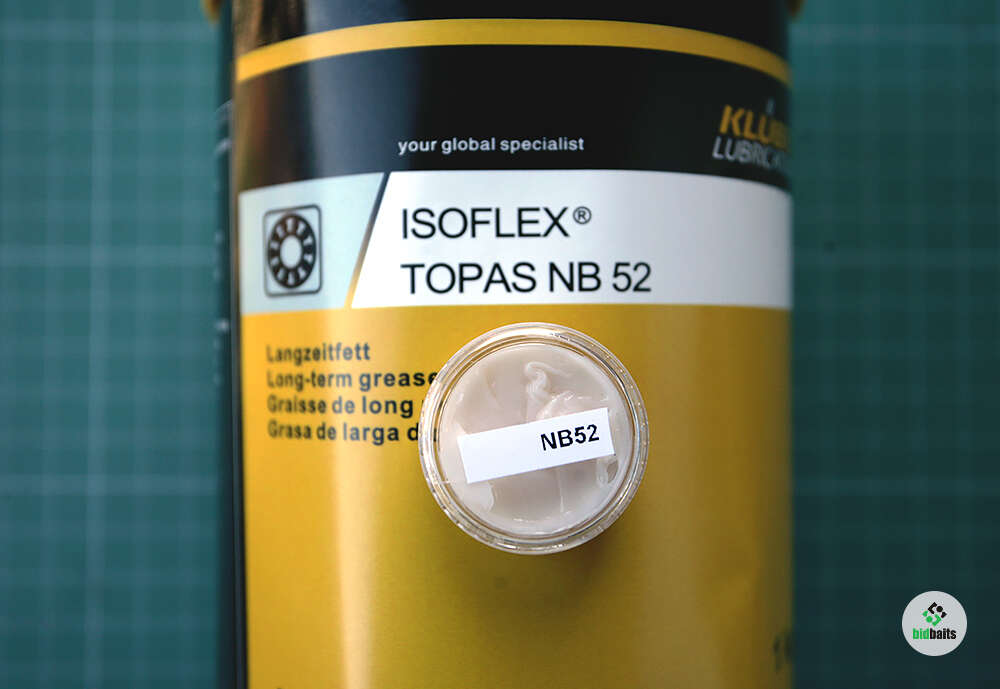 your global specialist
LUBRIC
ISOFLEX®
TOPAS NB 52
Langzeitfett
Long-term grease
Graisse de long
Grasa de larga
NB52
bidbaits